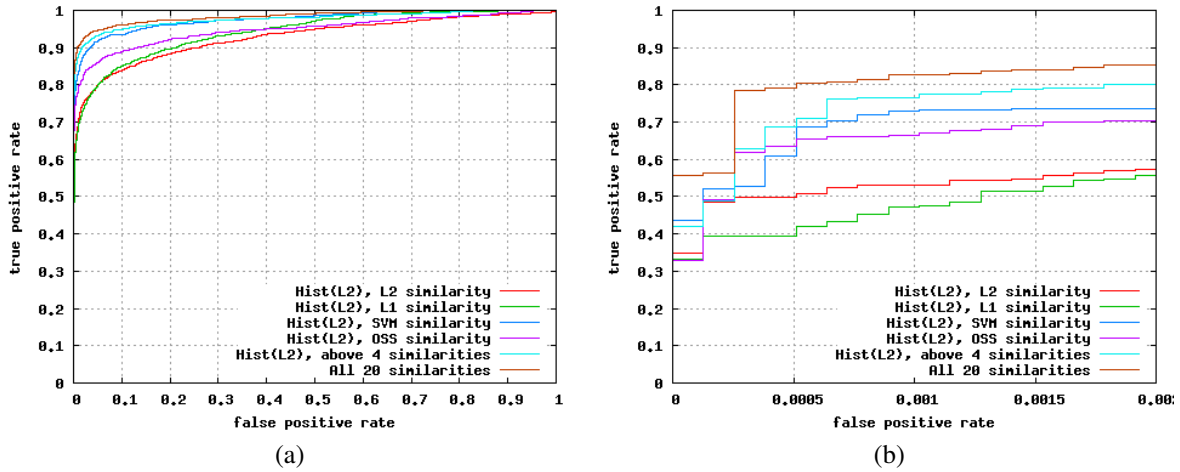 1
0.9
0.8
0.7
0.6
0.5
0.4
0.3
0.2
0.1
0
true positive rate
Hist(L2), L2 similarity
Hist(L2), L1 similarity
Hist(L2), SVM similarity
Hist(L2), OSS similarity
Hist(L2), above 4 similarities
All 20 similarities
0 0.1 0.2 0.3 0.4 0.5 0.6 0.7 0.8 0.9 1
false positive rate
(a)
1
0.9
0.8
0.7
0.6
0.5
0.4
0.3
0.2
0.1
0
true positive rate
Hist(L2), L2 similarity
Hist(L2), L1 similarity
Hist(L2), SVM similarity
Hist(L2), OSS similarity
Hist(L2), above 4 similarities
All 20 similarities
0 0.0005 0.001 0.0015
false positive rate
(b)